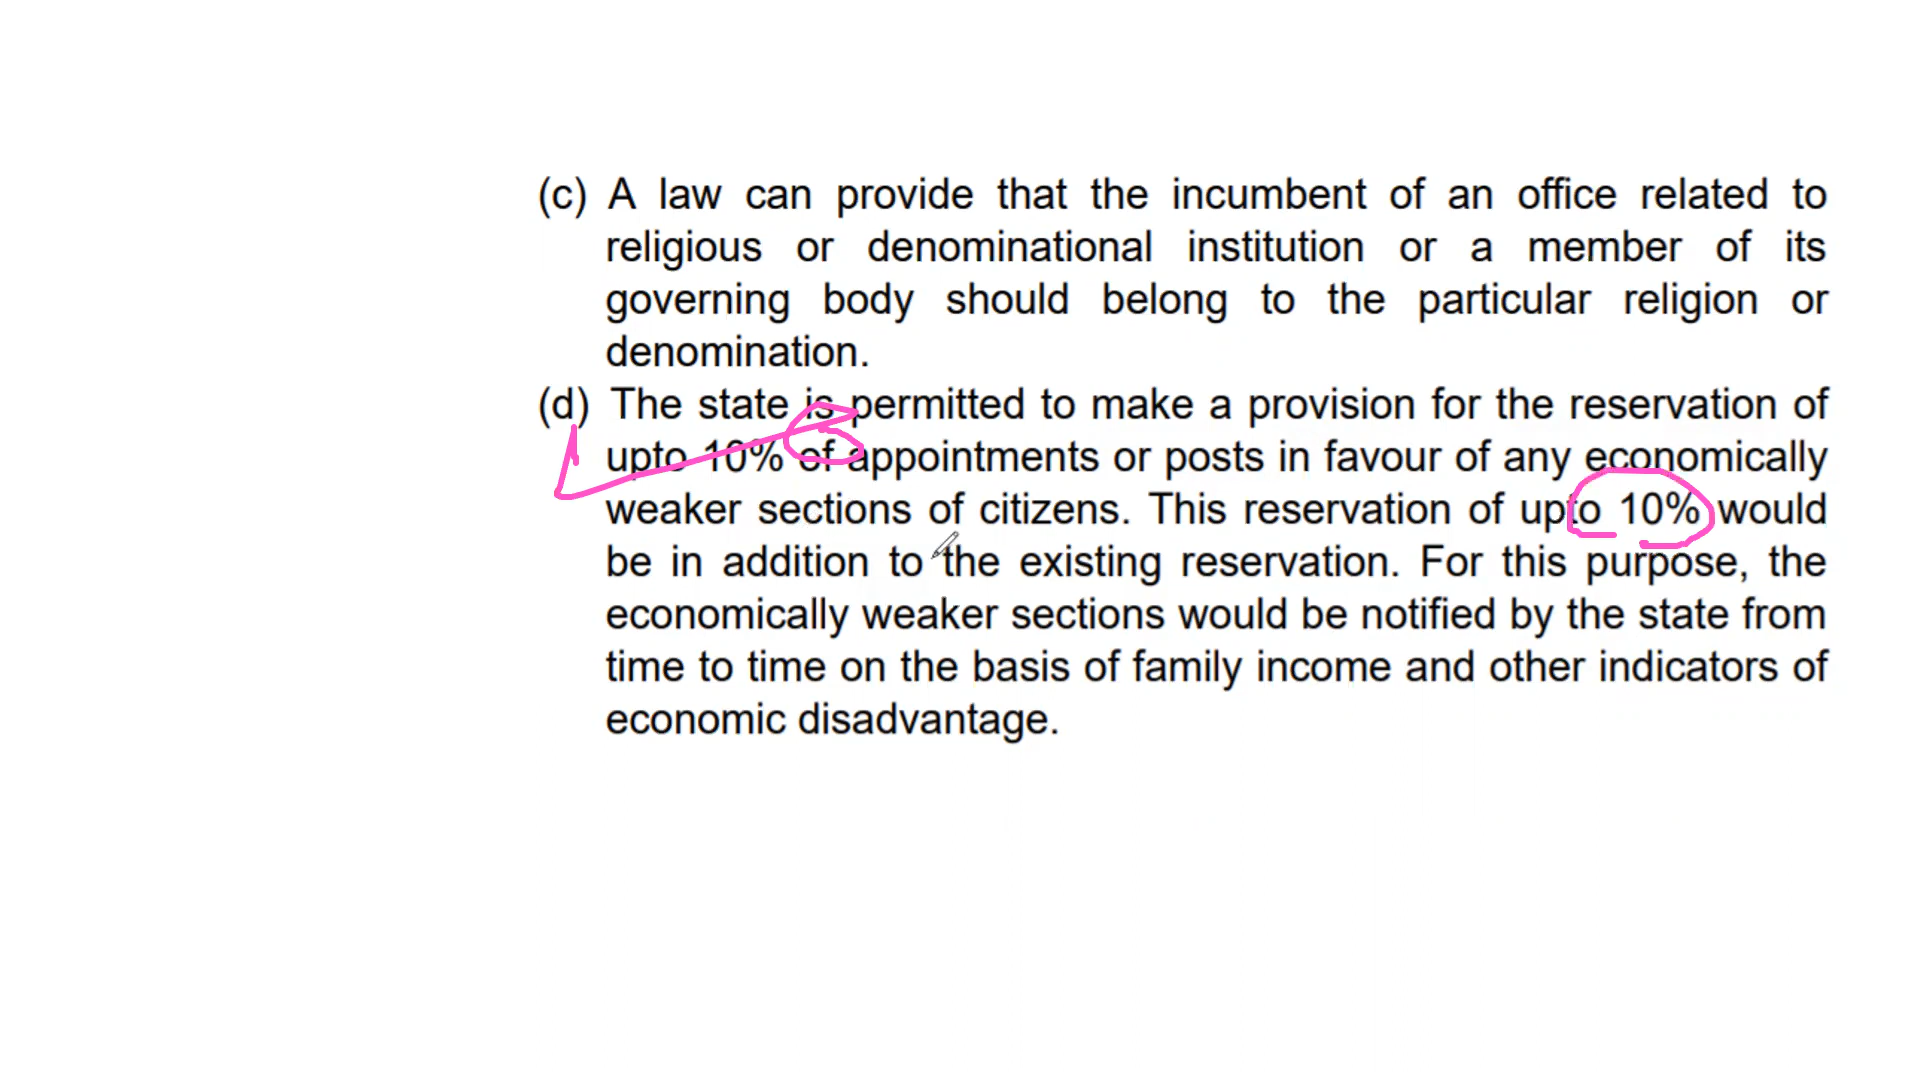 (c) A law can provide that the incumbent of an office related to
religious or denominational institution or a member of its
governing body should belong to the particular religion or
denomination.
(d) The state is permitted to make a provision for the reservation of
upto 10% of appointments or posts in favour of any economically
weaker sections of citizens. This reservation of upto 10% would
be in addition to the existing reservation. For this purpose, the
economically weaker sections would be notified by the state from
time to time on the basis of family income and other indicators of
economic disadvantage.